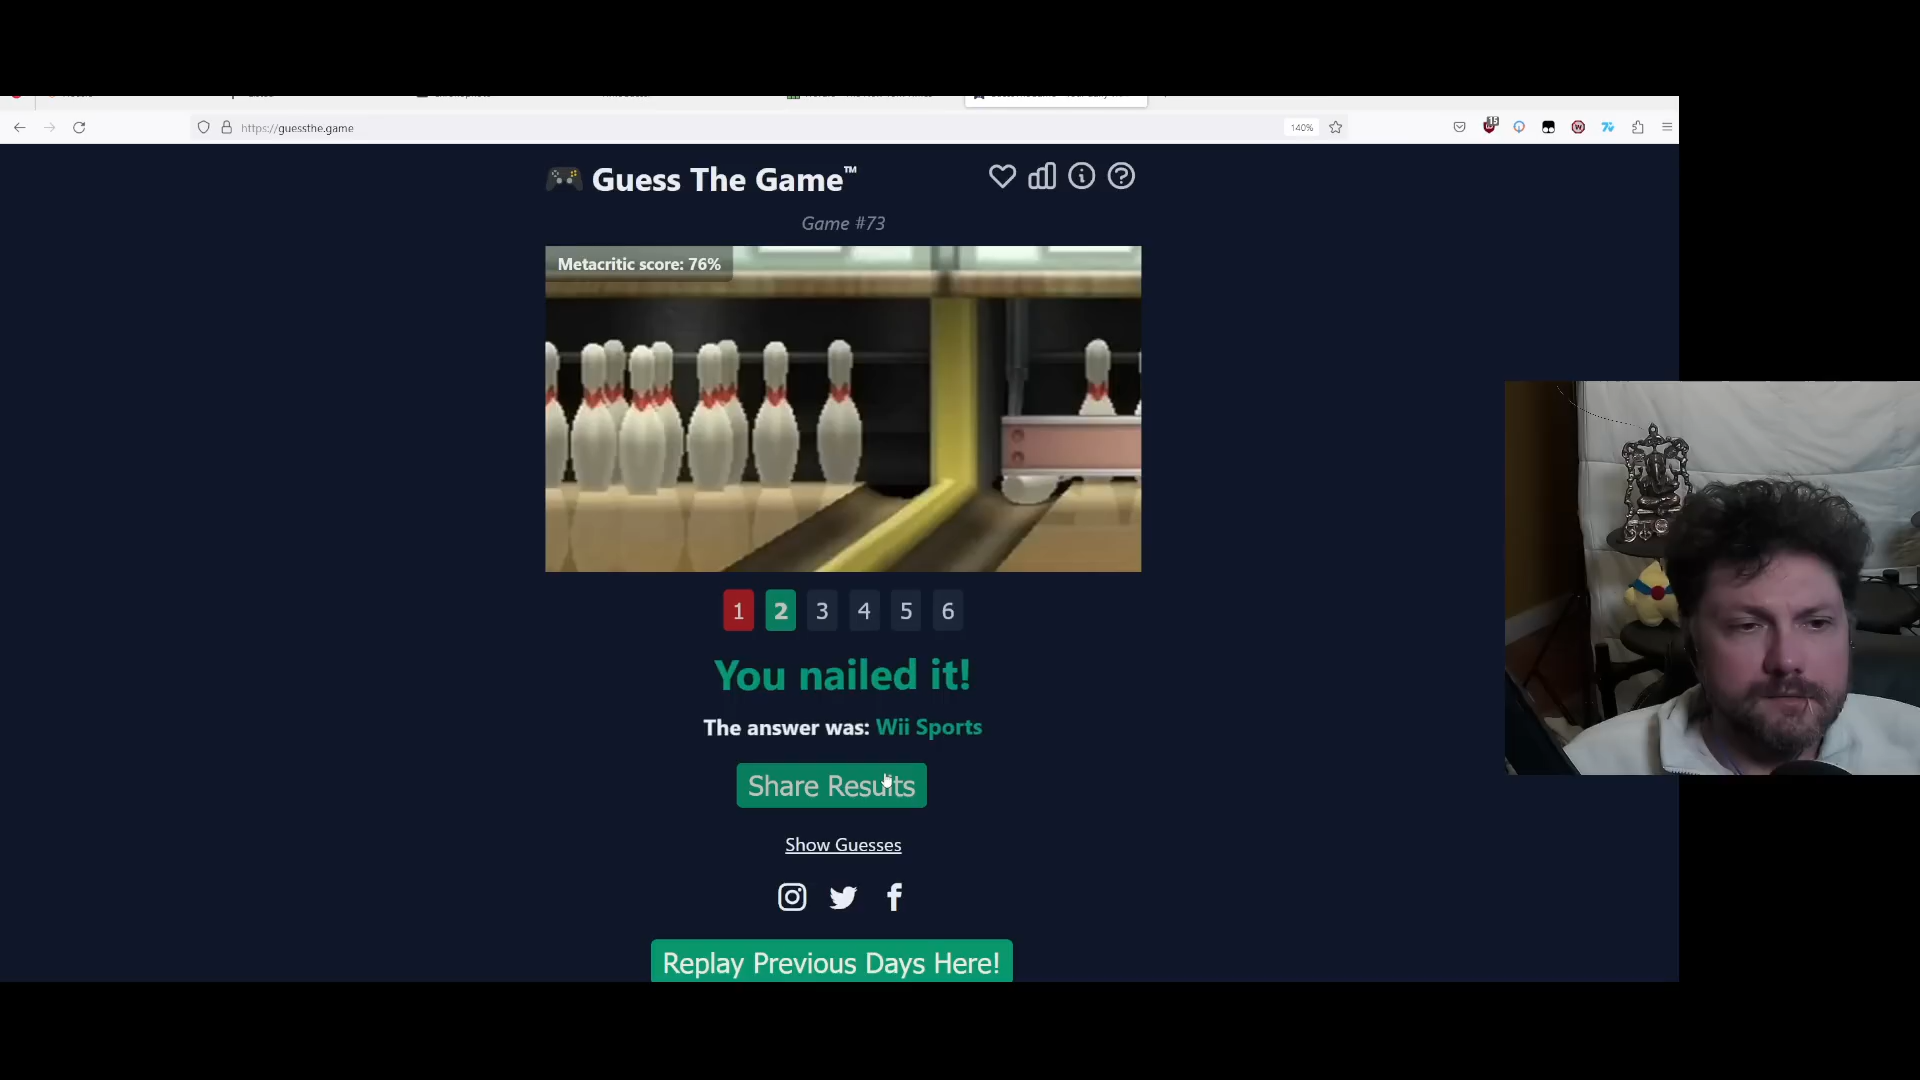 https://guessthe.game
140%
15
Guess The Game™
Game #73
Metacritic score: 76%
1 2 3 4 5 6
You nailed it!
The answer was: Wii Sports
Share Results
Show Guesses
Replay Previous Days Here!